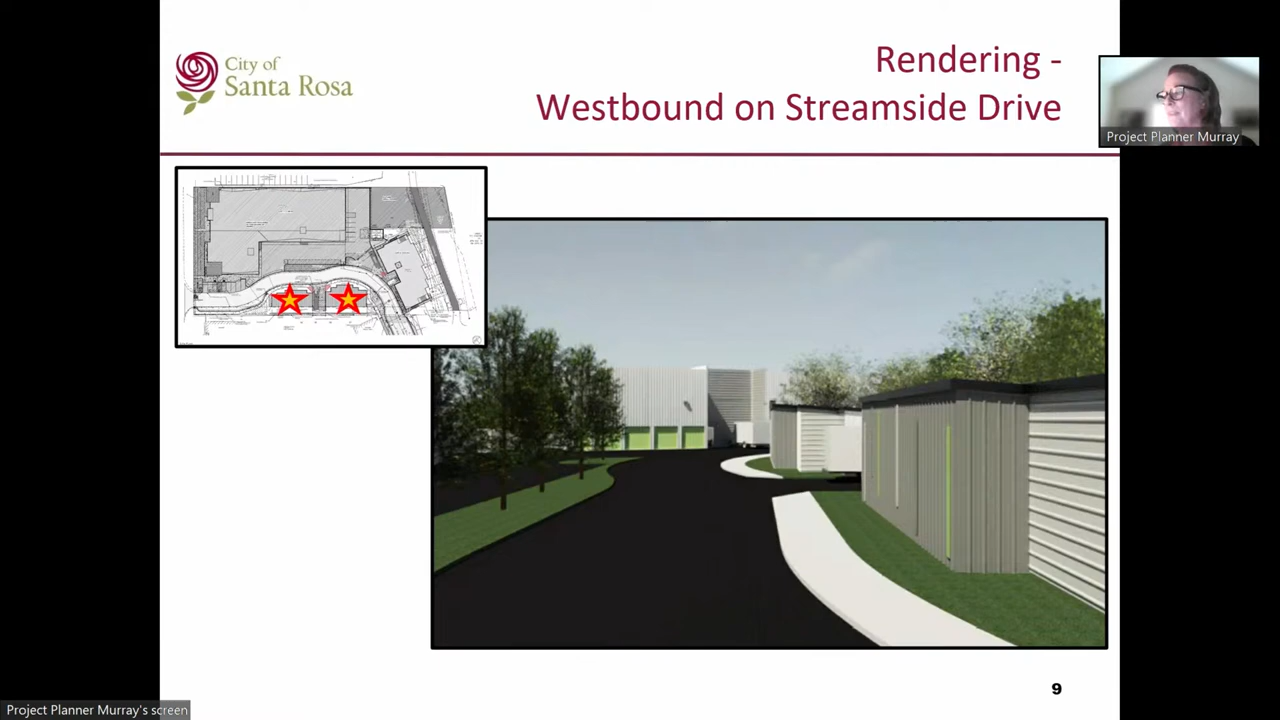 City of
Santa Rosa
Rendering -
Westbound on Streamside Drive
Project Planner Murray
9
Project Planner Murray's screen